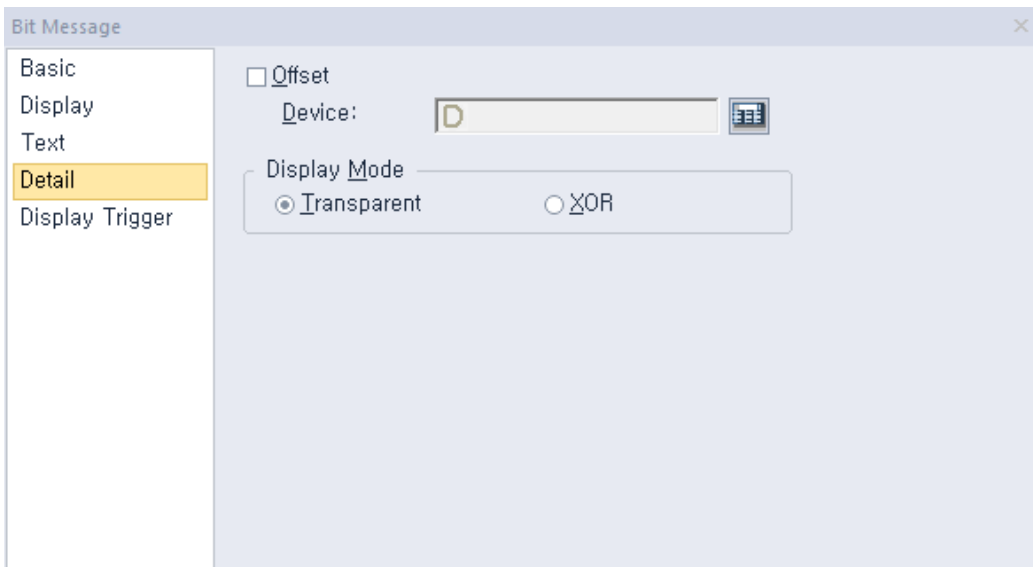 Bit Message
Basic
Display
Text
Detail
Display Trigger
Offset
Device:
D
Display Mode
Transparent
XOR